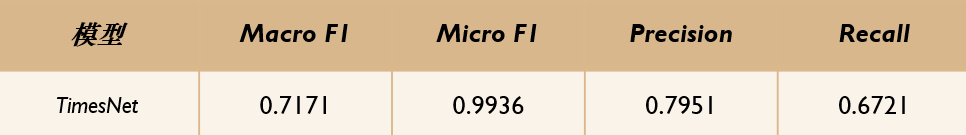 模型 Macro F1 Micro F1 Precision Recall
TimesNet 0.7171 0.9936 0.7951 0.6721